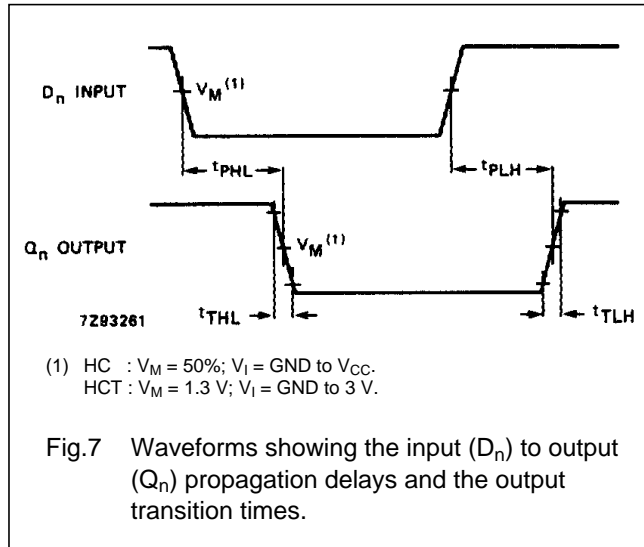 Dn INPUT
VM(1)
tPHL
tPLH
Qn OUTPUT
VM(1)
tTHL
tTLH
7Z93261
(1) HC : VM = 50%; VI = GND to VCC.
HCT : VM = 1.3 V; VI = GND to 3 V.
Fig.7 Waveforms showing the input (Dn) to output
(Qn) propagation delays and the output
transition times.